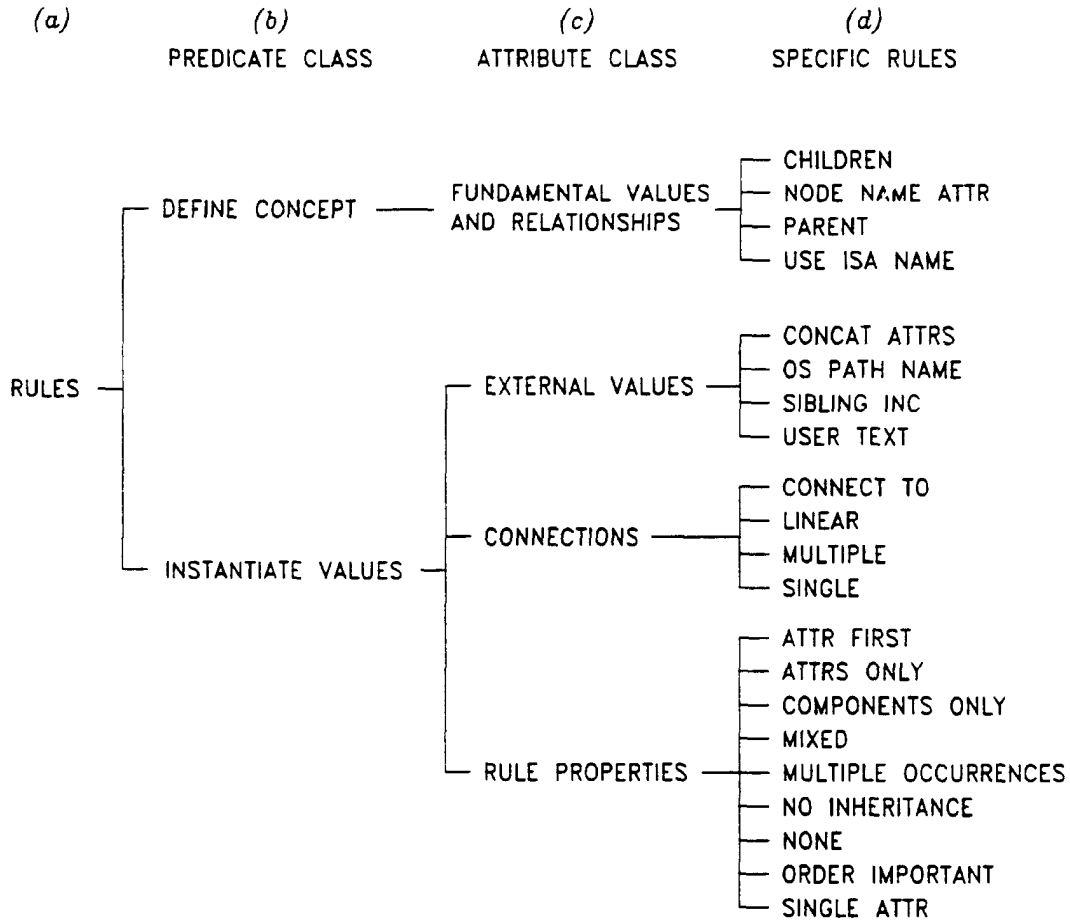 (a) (b) (c) (d)
PREDICATE CLASS ATTRIBUTE CLASS SPECIFIC RULES
CHILDREN
NODE NAME ATTR
PARENT
USE ISA NAME
DEFINE CONCEPT
FUNDAMENTAL VALUES
AND RELATIONSHIPS
RULES
CONCAT ATTRS
OS PATH NAME
SIBLING INC
USER TEXT
EXTERNAL VALUES
CONNECT TO
LINEAR
MULTIPLE
SINGLE
CONNECTIONS
INSTANTIATE VALUES
ATTR FIRST
ATTRS ONLY
COMPONENTS ONLY
MIXED
MULTIPLE OCCURRENCES
NO INHERITANCE
NONE
ORDER IMPORTANT
SINGLE ATTR
RULE PROPERTIES